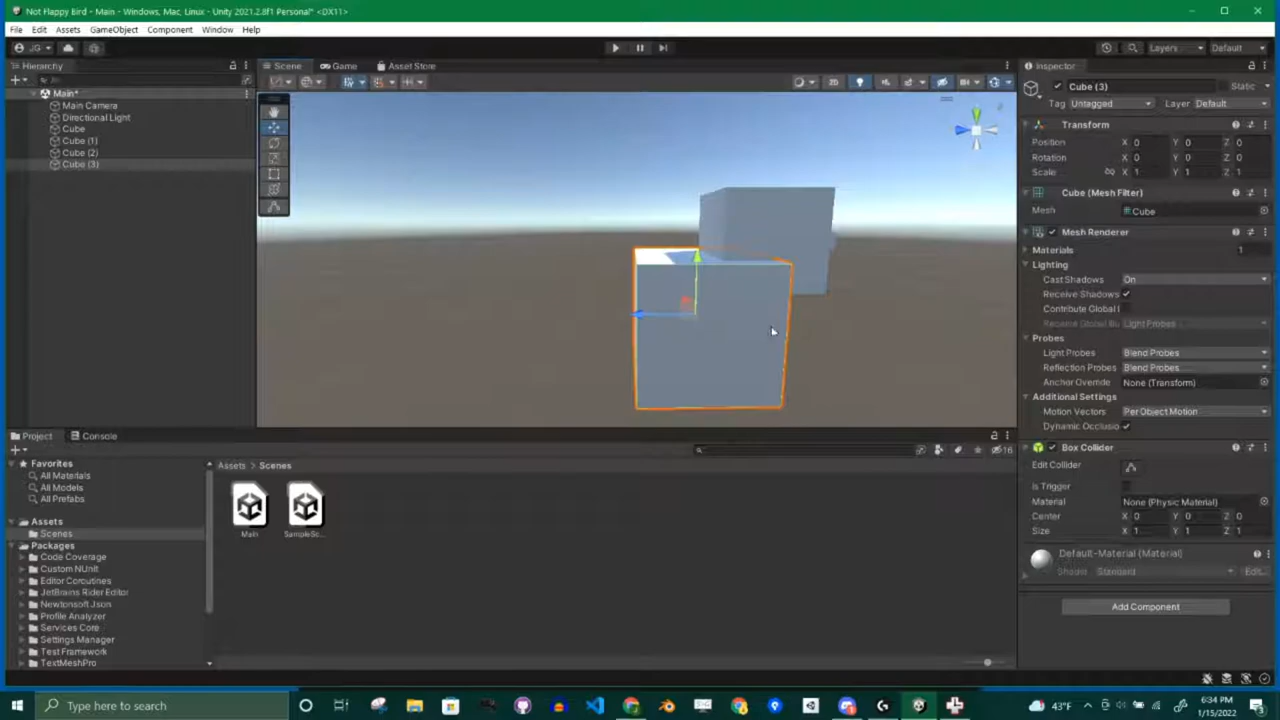 Not Flappy Bird - Main - Windows, Mac, Linux - Unity 2021.2.8f1 Personal* <DX11>
File Edit Assets GameObject Component Window Help
JG Layers Default
Hierarchy
Scene Game Asset Store
Inspector
All
2D
Main*
Main Camera
Directional Light
Cube
Cube (1)
Cube (2)
Cube (3)
Cube (3) Static
Tag Untagged Layer Default
Transform
Position X 0 Y 0 Z 0
Rotation X 0 Y 0 Z 0
Scale X 1 Y 1 Z 1
Cube (Mesh Filter)
Mesh Cube
Mesh Renderer
Materials 1
Lighting
Cast Shadows On
Receive Shadows
Contribute Global I
Light Probes
Probes
Light Probes Blend Probes
Reflection Probes Blend Probes
Anchor Override None (Transform)
Additional Settings
Motion Vectors Per Object Motion
Dynamic Occlusio
Box Collider
Edit Collider
Is Trigger
Material None (Physic Material)
Center X 0 Y 0 Z 0
Size X 1 Y 1 Z 1
Default-Material (Material)
Shader Standard Edit...
Add Component
Project Console
16
Favorites
All Materials
All Models
All Prefabs
Assets
Scenes
Packages
Code Coverage
Custom NUnit
Editor Coroutines
JetBrains Rider Editor
Newtonsoft Json
Profile Analyzer
Services Core
Settings Manager
Test Framework
TextMeshPro
Assets > Scenes
Main SampleSc...
Type here to search
43°F
6:34 PM
1/15/2022